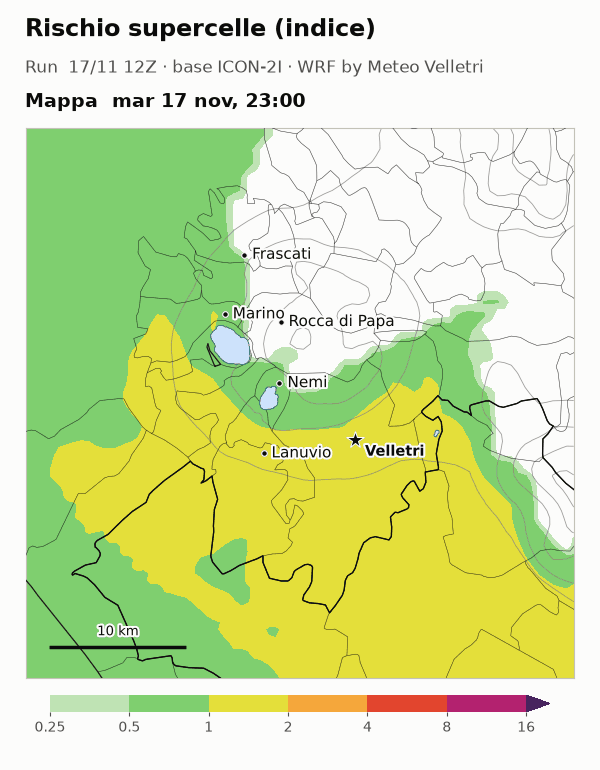 Rischio supercelle (indice)
Run 17/11 12Z · base ICON-2I · WRF by Meteo Velletri
Mappa mar 17 nov, 23:00
Frascati
Marino
Rocca di Papa
Nemi
Velletri
Lanuvio
10 km
0.25 0.5 1 2 4 8 16